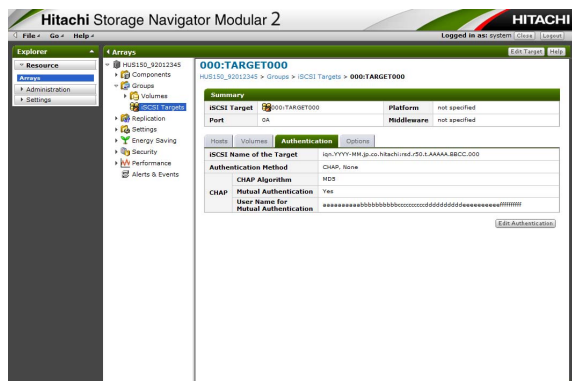 Hitachi Storage Navigator Modular 2
HITACHI
File Go Help
Logged in as: system Close Logout
Explorer
Arrays
Edit Target Help
Resource
Arrays
Administration
Settings
HUS150_92012345
Components
Groups
Volumes
iSCSI Targets
Replication
Settings
Energy Saving
Security
Performance
Alerts & Events
000:TARGET000
HUS150_92012345 > Groups > iSCSI Targets > 000:TARGET000
Summary
iSCSI Target 000:TARGET000 Platform not specified
Port 0A Middleware not specified
Hosts Volumes Authentication Options
iSCSI Name of the Target iqn.YYYY-MM.jp.co.hitachi:rsd.r50.t.AAAAA.BBCC.000
Authentication Method CHAP, None
CHAP
CHAP Algorithm MD5
Mutual Authentication Yes
User Name for
Mutual Authentication
Edit Authentication